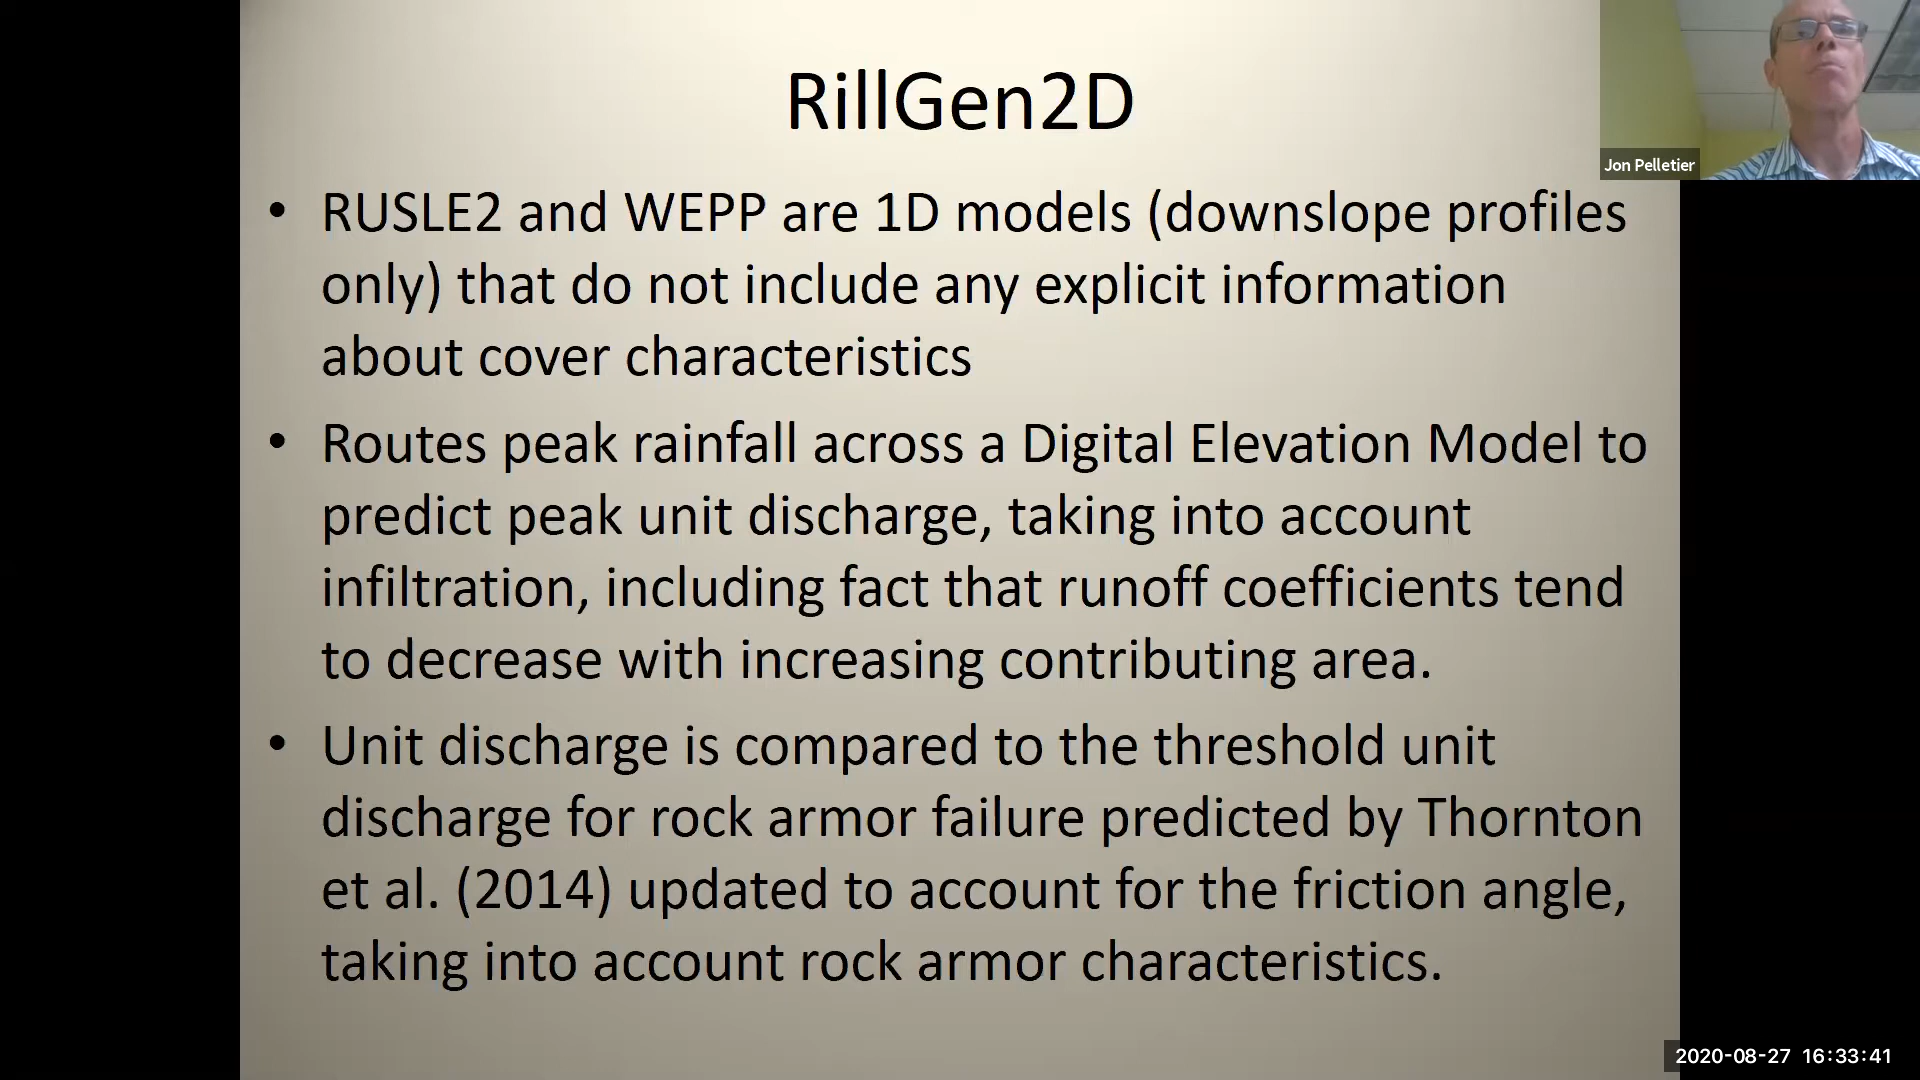 RillGen2D
Jon Pelletier
• RUSLE2 and WEPP are 1D models (downslope profiles
only) that do not include any explicit information
about cover characteristics
• Routes peak rainfall across a Digital Elevation Model to
predict peak unit discharge, taking into account
infiltration, including fact that runoff coefficients tend
to decrease with increasing contributing area.
• Unit discharge is compared to the threshold unit
discharge for rock armor failure predicted by Thornton
et al. (2014) updated to account for the friction angle,
taking into account rock armor characteristics.
2020-08-27 16:33:41